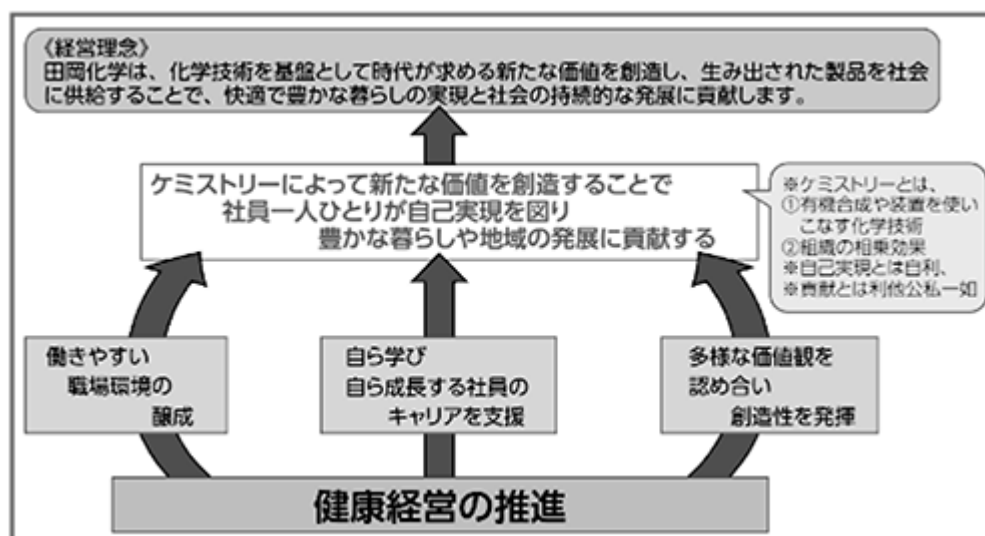 《経営理念》
田岡化学は、化学技術を基盤として時代が求める新たな価値を創造し、生み出された製品を社会
に供給することで、快適で豊かな暮らしの実現と社会の持続的な発展に貢献します。
ケミストリーによって新たな価値を創造することで
社員一人ひとりが自己実現を図り
豊かな暮らしや地域の発展に貢献する
※ケミストリーとは、
①有機合成や装置を使い
こなす化学技術
②組織の相乗効果
※自己実現とは自利、
※貢献とは利他公私一如
働きやすい
職場環境の
醸成
自ら学び
自ら成長する社員の
キャリアを支援
多様な価値観を
認め合い
創造性を発揮
健康経営の推進